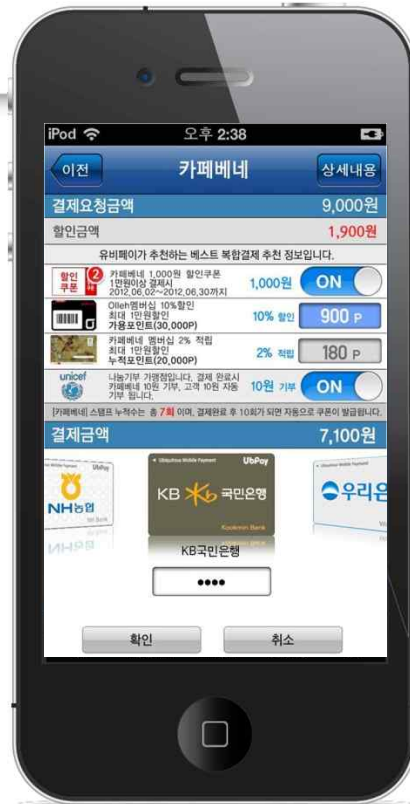 iPod 오후 2:38
이전 카페베네 상세내용
결제요청금액 9,000원
할인금액 1,900원
유비페이가 추천하는 베스트 복합결제 추천 정보입니다.
할인 쿠폰 2
카페베네 1,000원 할인쿠폰
1만원이상 결제시
2012,06,02~2012,06,30까지
1,000원 ON
Olleh멤버십 10%할인
최대 1만원할인
가용포인트(30,000P)
10% 할인 900 P
카페베네 멤버십 2% 적립
최대 1만원할인
누적포인트(20,000P)
2% 적립 180 P
unicef
나눔기부 가맹점입니다, 결제 완료시
카페베네 10원 기부, 고객 10원 자동
기부 됩니다.
10원 기부 ON
[카페베네] 스탬프 누적수는 총 7회 이며, 결제완료 후 10회가 되면 자동으로 쿠폰이 발급됩니다.
결제금액 7,100원
UbPay
NH농협
Ubiquitous Mobile Payment UbPay
KB 국민은행
Kookmin Bank
우리은
KB국민은행
••••
확인 취소